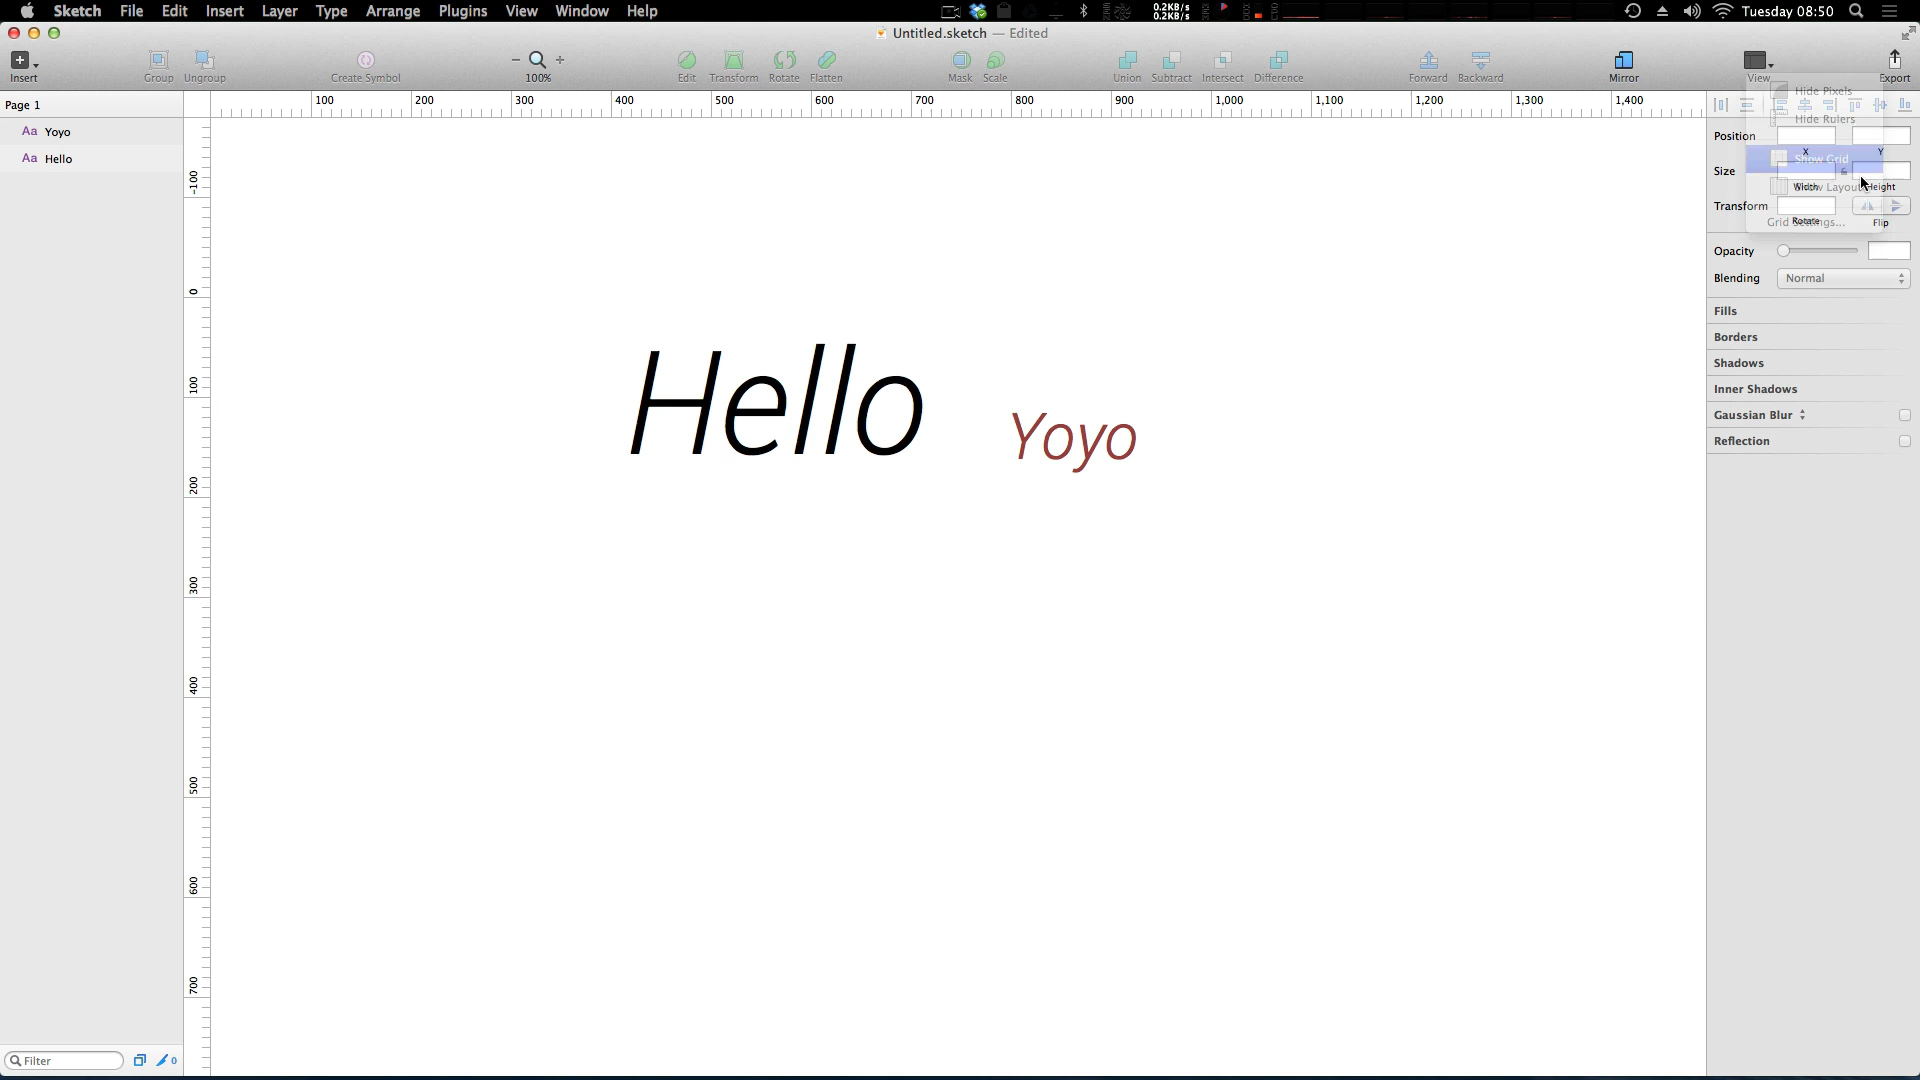 Sketch File Edit Insert Layer Type Arrange Plugins View Window Help 0.2KB/s 0.2KB/s Tuesday 08:50
Untitled.sketch — Edited
Insert Group Ungroup Create Symbol 100% Edit Transform Rotate Flatten Mask Scale Union Subtract Intersect Difference Forward Backward Mirror View Export
Hide Pixels
Page 1 100 200 300 400 500 600 700 800 900 1,000 1,100 1,200 1,300 1,400
Hide Rulers
Aa Yoyo
Position
X Y
Aa Hello
Show Grid
Size
Width Height
Show Layout
Transform
Rotate Flip
Grid Settings...
Opacity
Blending Normal
Fills
Borders
Shadows
Inner Shadows
Gaussian Blur
Reflection
-100
0
100
200
300
400
500
600
700
Hello
Yoyo
Filter 0